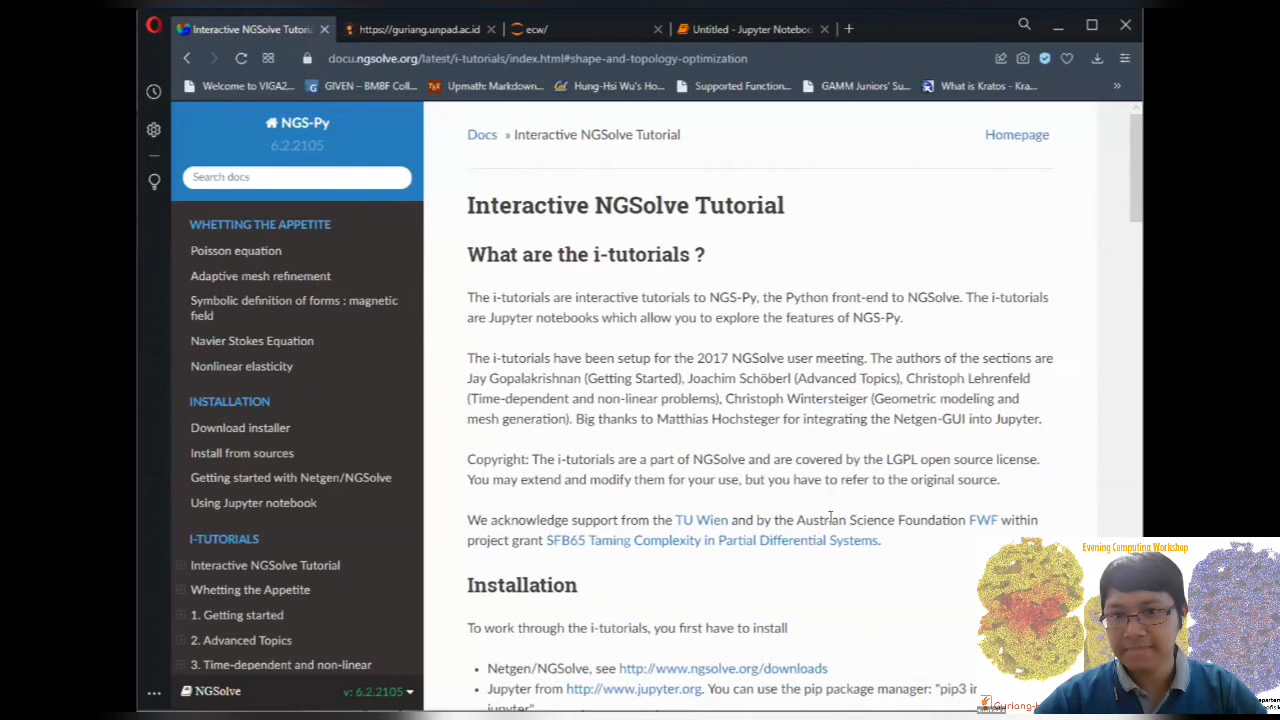 Interactive NGSolve Tutoria
https://guriang.unpad.ac.id
ecw/
Untitled - Jupyter Noteboo
docu.ngsolve.org/latest/i-tutorials/index.html#shape-and-topology-optimization
Welcome to VIGA2...
GIVEN – BMBF Coll...
Upmath: Markdown...
Hung-Hsi Wu's Ho...
Supported Function...
GAMM Juniors' Su...
What is Kratos - Kra...
»
NGS-Py
6.2.2105
Search docs
WHETTING THE APPETITE
Poisson equation
Adaptive mesh refinement
Symbolic definition of forms : magnetic
field
Navier Stokes Equation
Nonlinear elasticity
INSTALLATION
Download installer
Install from sources
Getting started with Netgen/NGSolve
Using Jupyter notebook
I-TUTORIALS
Interactive NGSolve Tutorial
Whetting the Appetite
1. Getting started
2. Advanced Topics
3. Time-dependent and non-linear
NGSolve
v: 6.2.2105
Docs » Interactive NGSolve Tutorial
Homepage
Interactive NGSolve Tutorial
What are the i-tutorials ?
The i-tutorials are interactive tutorials to NGS-Py, the Python front-end to NGSolve. The i-tutorials
are Jupyter notebooks which allow you to explore the features of NGS-Py.
The i-tutorials have been setup for the 2017 NGSolve user meeting. The authors of the sections are
Jay Gopalakrishnan (Getting Started), Joachim Schöberl (Advanced Topics), Christoph Lehrenfeld
(Time-dependent and non-linear problems), Christoph Wintersteiger (Geometric modeling and
mesh generation). Big thanks to Matthias Hochsteger for integrating the Netgen-GUI into Jupyter.
Copyright: The i-tutorials are a part of NGSolve and are covered by the LGPL open source license.
You may extend and modify them for your use, but you have to refer to the original source.
We acknowledge support from the TU Wien and by the Austrian Science Foundation FWF within
project grant SFB65 Taming Complexity in Partial Differential Systems.
Installation
To work through the i-tutorials, you first have to install
• Netgen/NGSolve, see http://www.ngsolve.org/downloads
• Jupyter from http://www.jupyter.org. You can use the pip package manager: "pip3 in
jupyter"
Evening Computing Workshop
Guriang-H